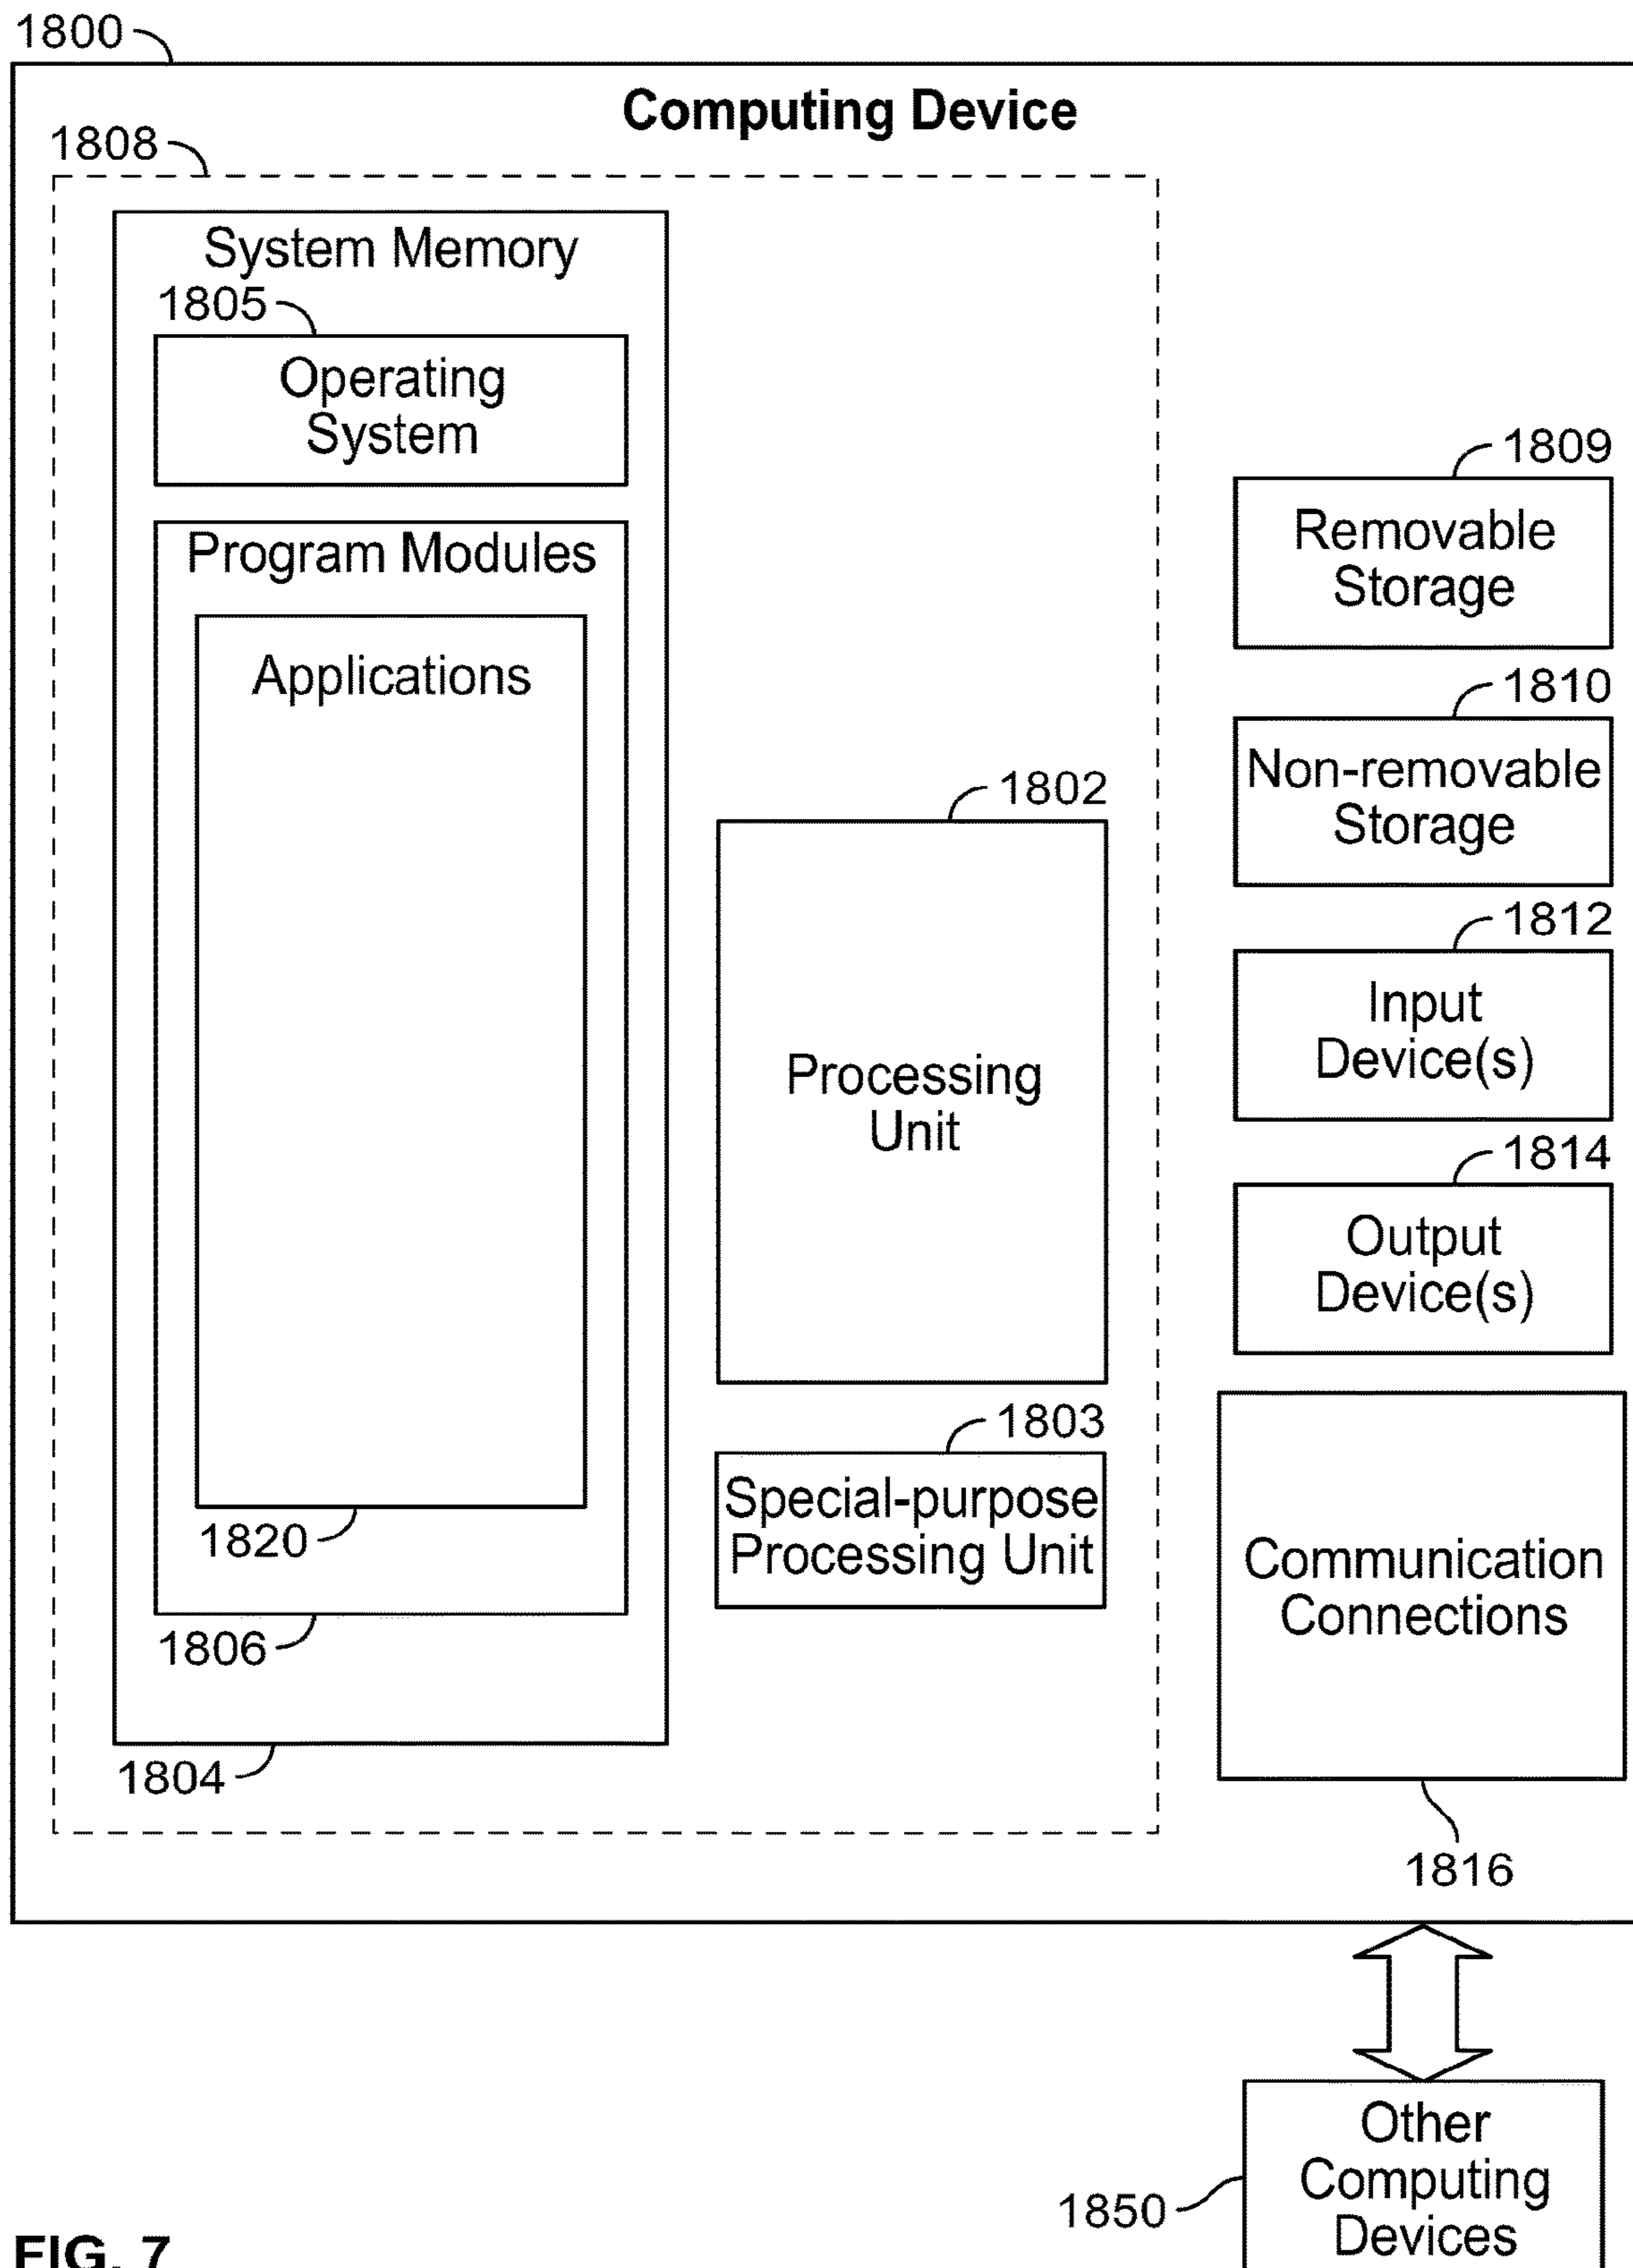 1800
Computing Device
1808
System Memory
1805
Operating
System
Program Modules
Applications
1820
1806
1804
1802
Processing
Unit
1803
Special-purpose
Processing Unit
1809
Removable
Storage
1810
Non-removable
Storage
1812
Input
Device(s)
1814
Output
Device(s)
Communication
Connections
1816
Other
Computing
Devices
1850
FIG. 7